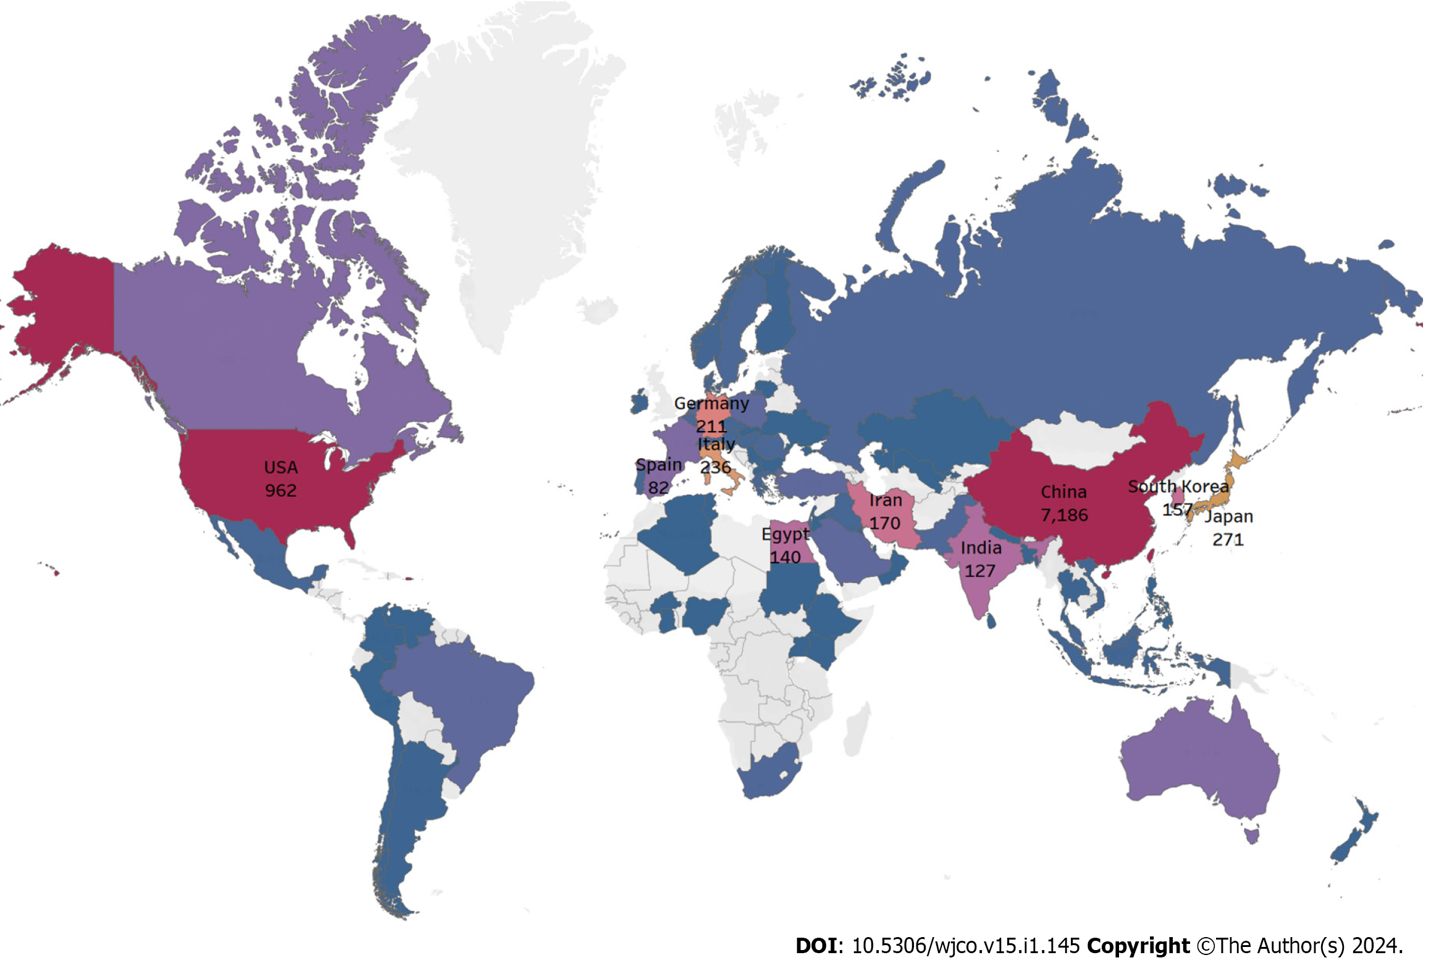 Germany
211
Italy
236
Spain
82
USA
962
Iran
170
China
7,186
South Korea
157
Japan
271
Egypt
140
India
127
DOI: 10.5306/wjco.v15.i1.145 Copyright ©The Author(s) 2024.